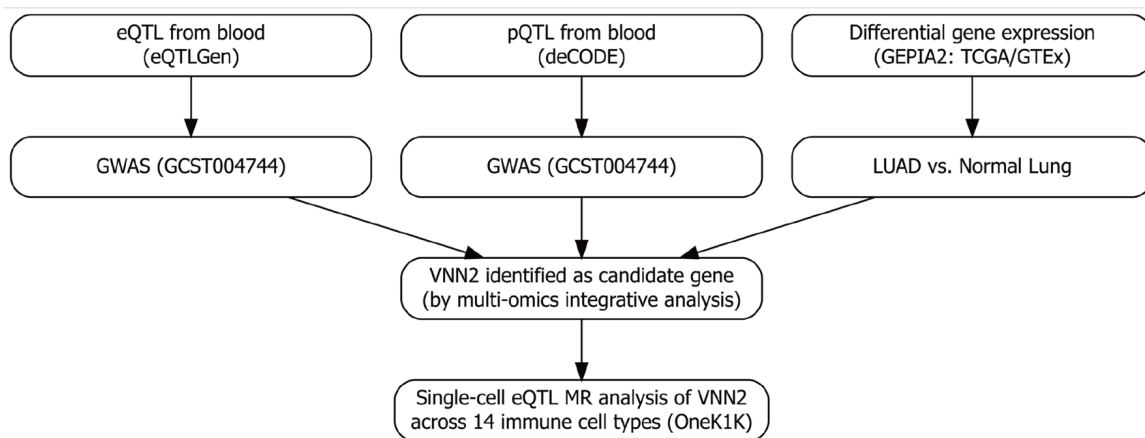 eQTL from blood
(eQTLGen)
pQTL from blood
(deCODE)
Differential gene expression
(GEPIA2: TCGA/GTEx)
GWAS (GCST004744)
GWAS (GCST004744)
LUAD vs. Normal Lung
VNN2 identified as candidate gene
(by multi-omics integrative analysis)
Single-cell eQTL MR analysis of VNN2
across 14 immune cell types (OneK1K)